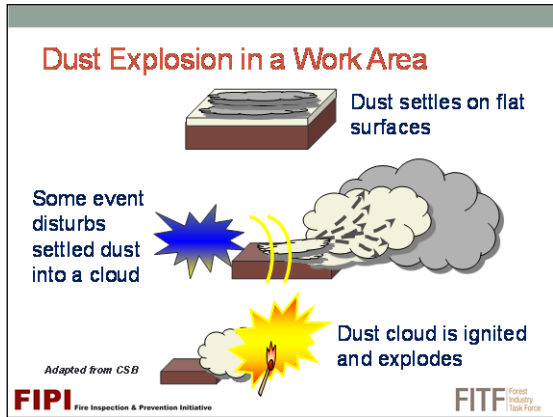 Dust Explosion in a Work Area
Dust settles on flat
surfaces
Some event
disturbs
settled dust
into a cloud
Dust cloud is ignited
and explodes
Adapted from CSB
FIPI Fire Inspection & Prevention Initiative
FITF Forest
Industry
Task Force